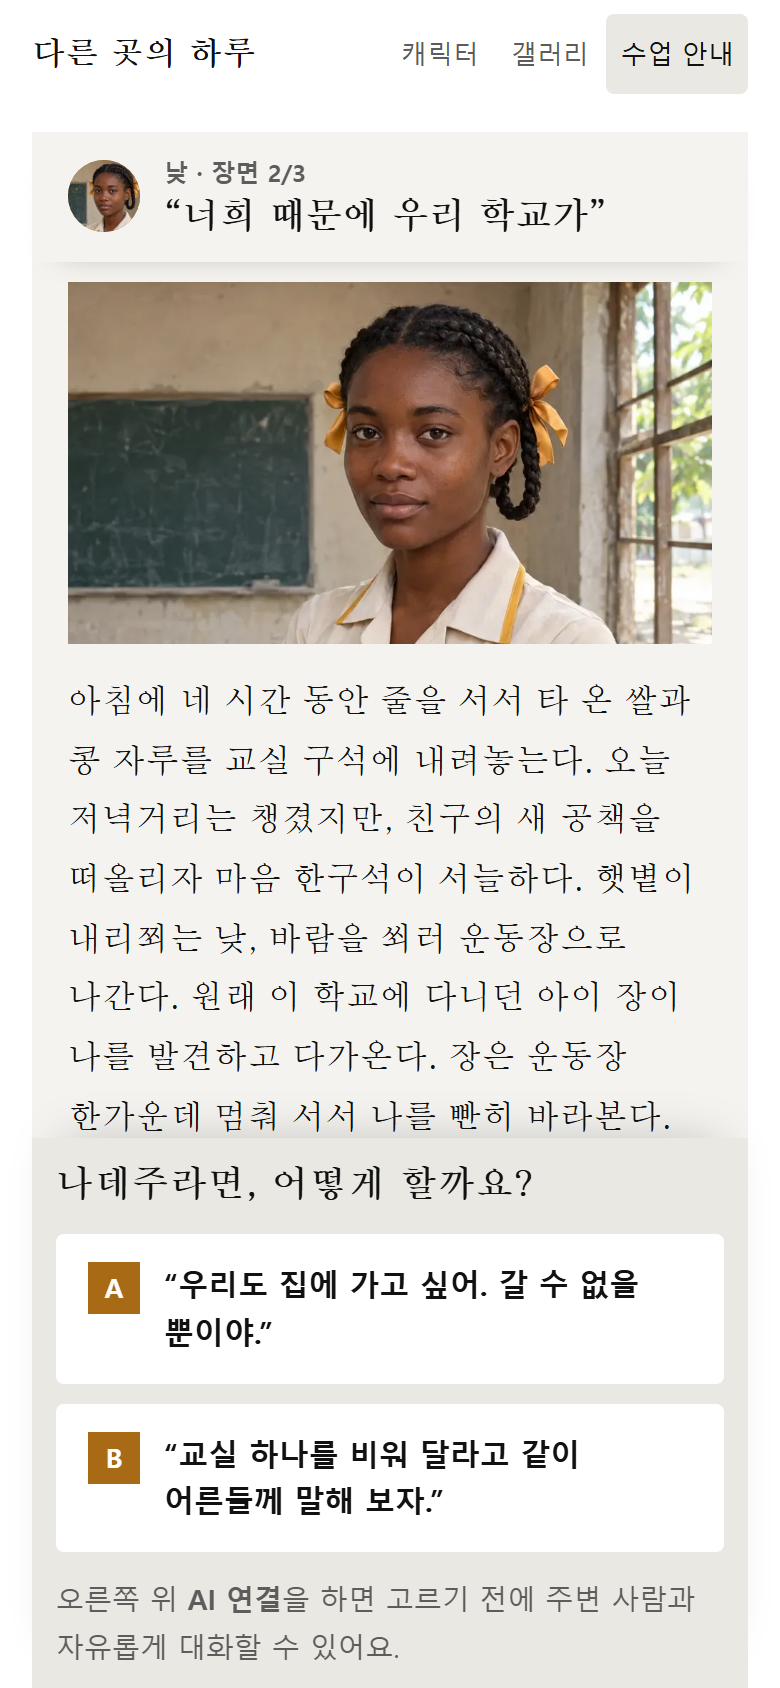 다른 곳의 하루
캐릭터 갤러리 수업 안내
낮 · 장면 2/3
“너희 때문에 우리 학교가”
아침에 네 시간 동안 줄을 서서 타 온 쌀과
콩 자루를 교실 구석에 내려놓는다. 오늘
저녁거리는 챙겼지만, 친구의 새 공책을
떠올리자 마음 한구석이 서늘하다. 햇볕이
내리쬐는 낮, 바람을 쐬러 운동장으로
나간다. 원래 이 학교에 다니던 아이 장이
나를 발견하고 다가온다. 장은 운동장
한가운데 멈춰 서서 나를 빤히 바라본다.
나데주라면, 어떻게 할까요?
A “우리도 집에 가고 싶어. 갈 수 없을
뿐이야.”
B “교실 하나를 비워 달라고 같이
어른들께 말해 보자.”
오른쪽 위 AI 연결을 하면 고르기 전에 주변 사람과
자유롭게 대화할 수 있어요.